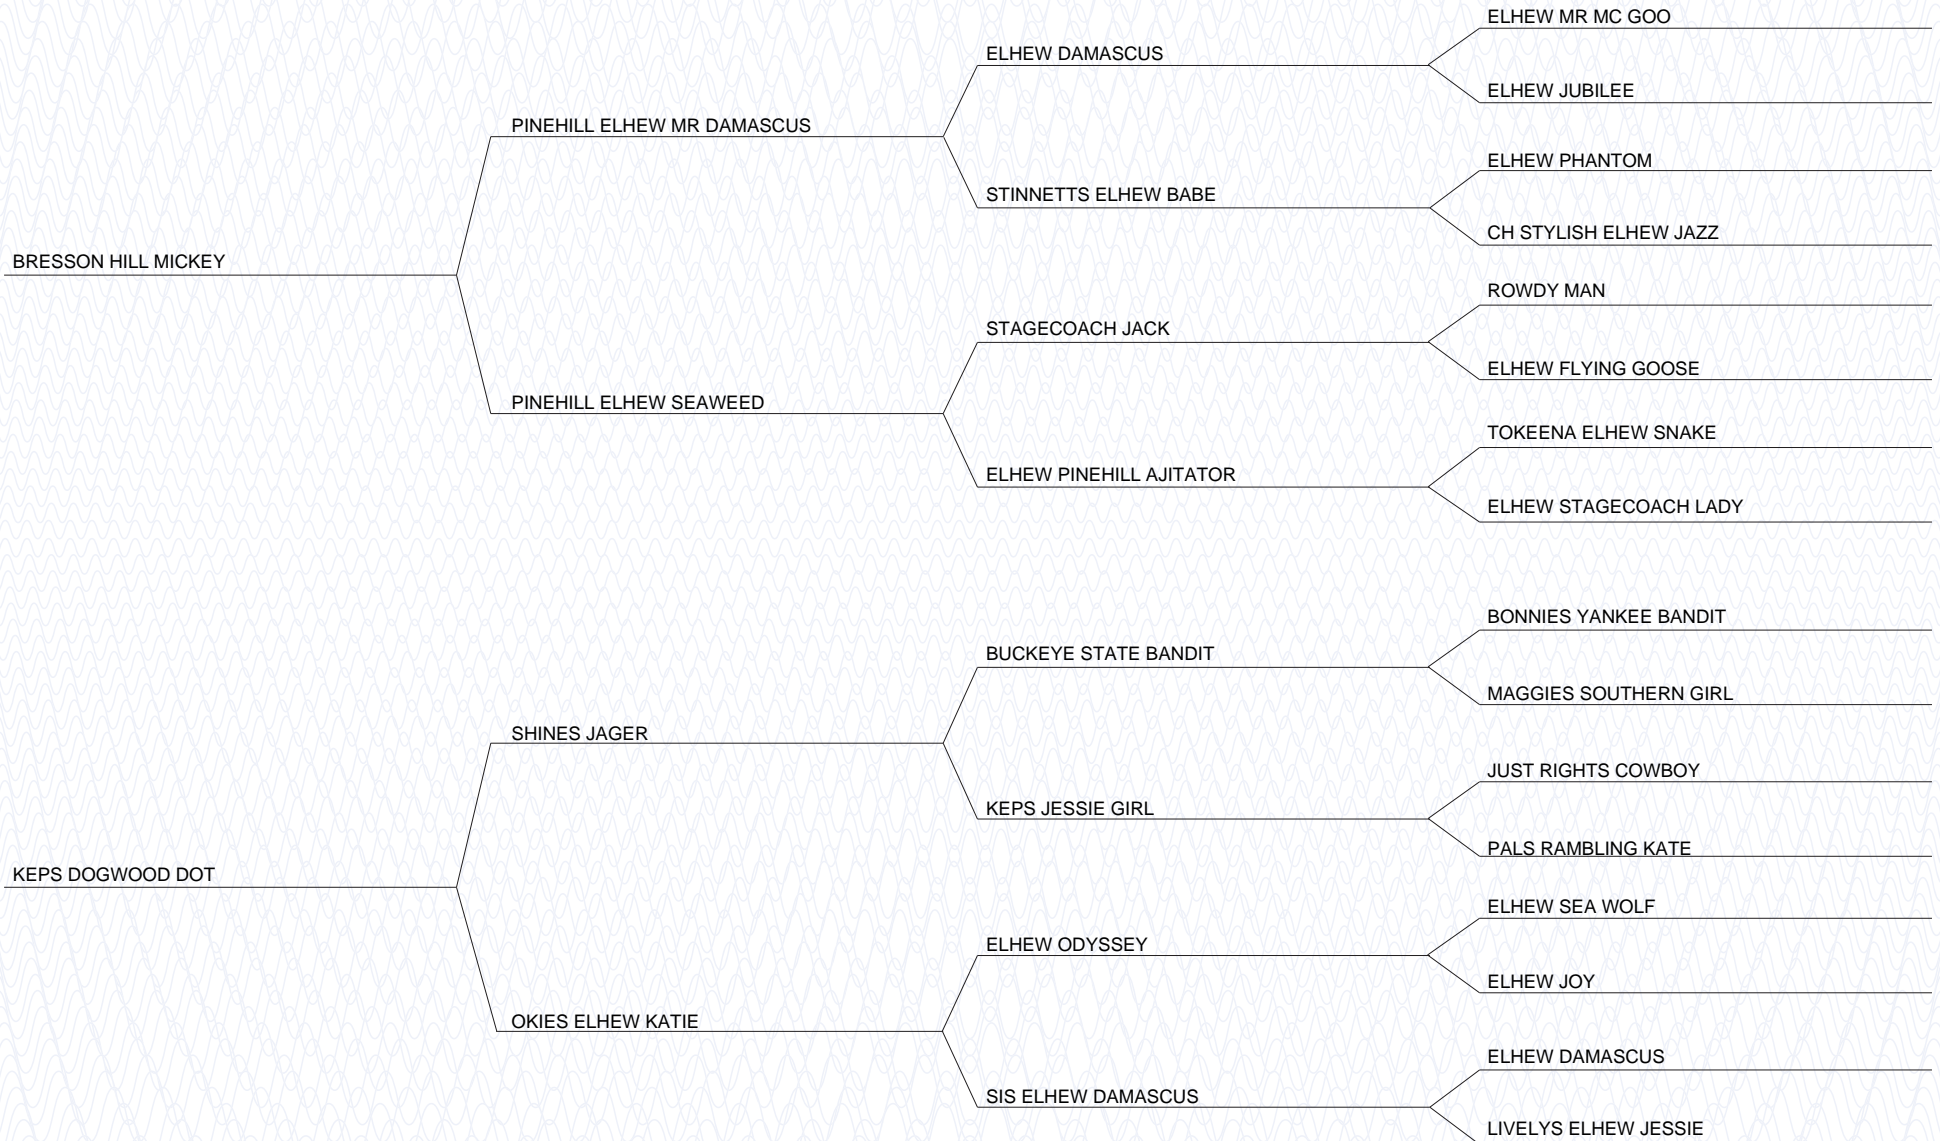 ELHEW MR MC GOO
ELHEW DAMASCUS
ELHEW JUBILEE
PINEHILL ELHEW MR DAMASCUS
ELHEW PHANTOM
STINNETTS ELHEW BABE
CH STYLISH ELHEW JAZZ
BRESSON HILL MICKEY
ROWDY MAN
STAGECOACH JACK
ELHEW FLYING GOOSE
PINEHILL ELHEW SEAWEED
TOKEENA ELHEW SNAKE
ELHEW PINEHILL AJITATOR
ELHEW STAGECOACH LADY
BONNIES YANKEE BANDIT
BUCKEYE STATE BANDIT
MAGGIES SOUTHERN GIRL
SHINES JAGER
JUST RIGHTS COWBOY
KEPS JESSIE GIRL
PALS RAMBLING KATE
KEPS DOGWOOD DOT
ELHEW SEA WOLF
ELHEW ODYSSEY
ELHEW JOY
OKIES ELHEW KATIE
ELHEW DAMASCUS
SIS ELHEW DAMASCUS
LIVELYS ELHEW JESSIE